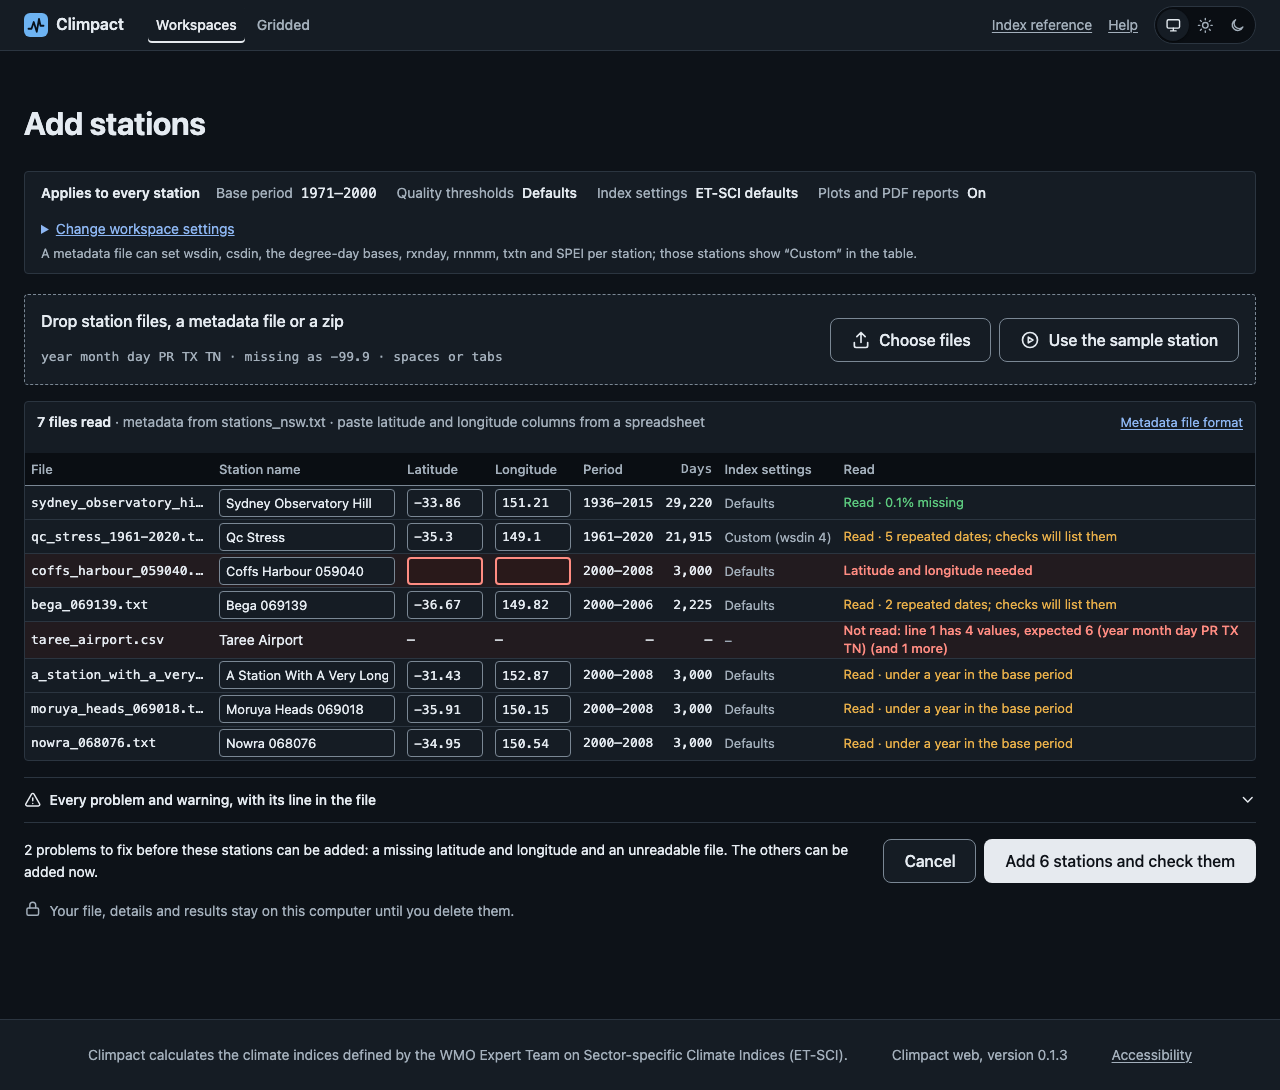 Climpact
Workspaces
Gridded
Index reference
Help
Add stations
Applies to every station Base period 1971–2000 Quality thresholds Defaults Index settings ET-SCI defaults Plots and PDF reports On
Change workspace settings
A metadata file can set wsdin, csdin, the degree-day bases, rxnday, rnnmm, txtn and SPEI per station; those stations show “Custom” in the table.
Drop station files, a metadata file or a zip
year month day PR TX TN · missing as −99.9 · spaces or tabs
Choose files
Use the sample station
7 files read · metadata from stations_nsw.txt · paste latitude and longitude columns from a spreadsheet
Metadata file format
File Station name Latitude Longitude Period Days Index settings Read
sydney_observatory_hi… Sydney Observatory Hill −33.86 151.21 1936–2015 29,220 Defaults Read · 0.1% missing
qc_stress_1961-2020.t… Qc Stress −35.3 149.1 1961–2020 21,915 Custom (wsdin 4) Read · 5 repeated dates; checks will list them
coffs_harbour_059040.… Coffs Harbour 059040 2000–2008 3,000 Defaults Latitude and longitude needed
bega_069139.txt Bega 069139 −36.67 149.82 2000–2006 2,225 Defaults Read · 2 repeated dates; checks will list them
taree_airport.csv Taree Airport – – – – – Not read: line 1 has 4 values, expected 6 (year month day PR TX
TN) (and 1 more)
a_station_with_a_very… A Station With A Very Long −31.43 152.87 2000–2008 3,000 Defaults Read · under a year in the base period
moruya_heads_069018.t… Moruya Heads 069018 −35.91 150.15 2000–2008 3,000 Defaults Read · under a year in the base period
nowra_068076.txt Nowra 068076 −34.95 150.54 2000–2008 3,000 Defaults Read · under a year in the base period
Every problem and warning, with its line in the file
2 problems to fix before these stations can be added: a missing latitude and longitude and an unreadable file. The others can be
added now.
Cancel
Add 6 stations and check them
Your file, details and results stay on this computer until you delete them.
Climpact calculates the climate indices defined by the WMO Expert Team on Sector-specific Climate Indices (ET-SCI).
Climpact web, version 0.1.3
Accessibility